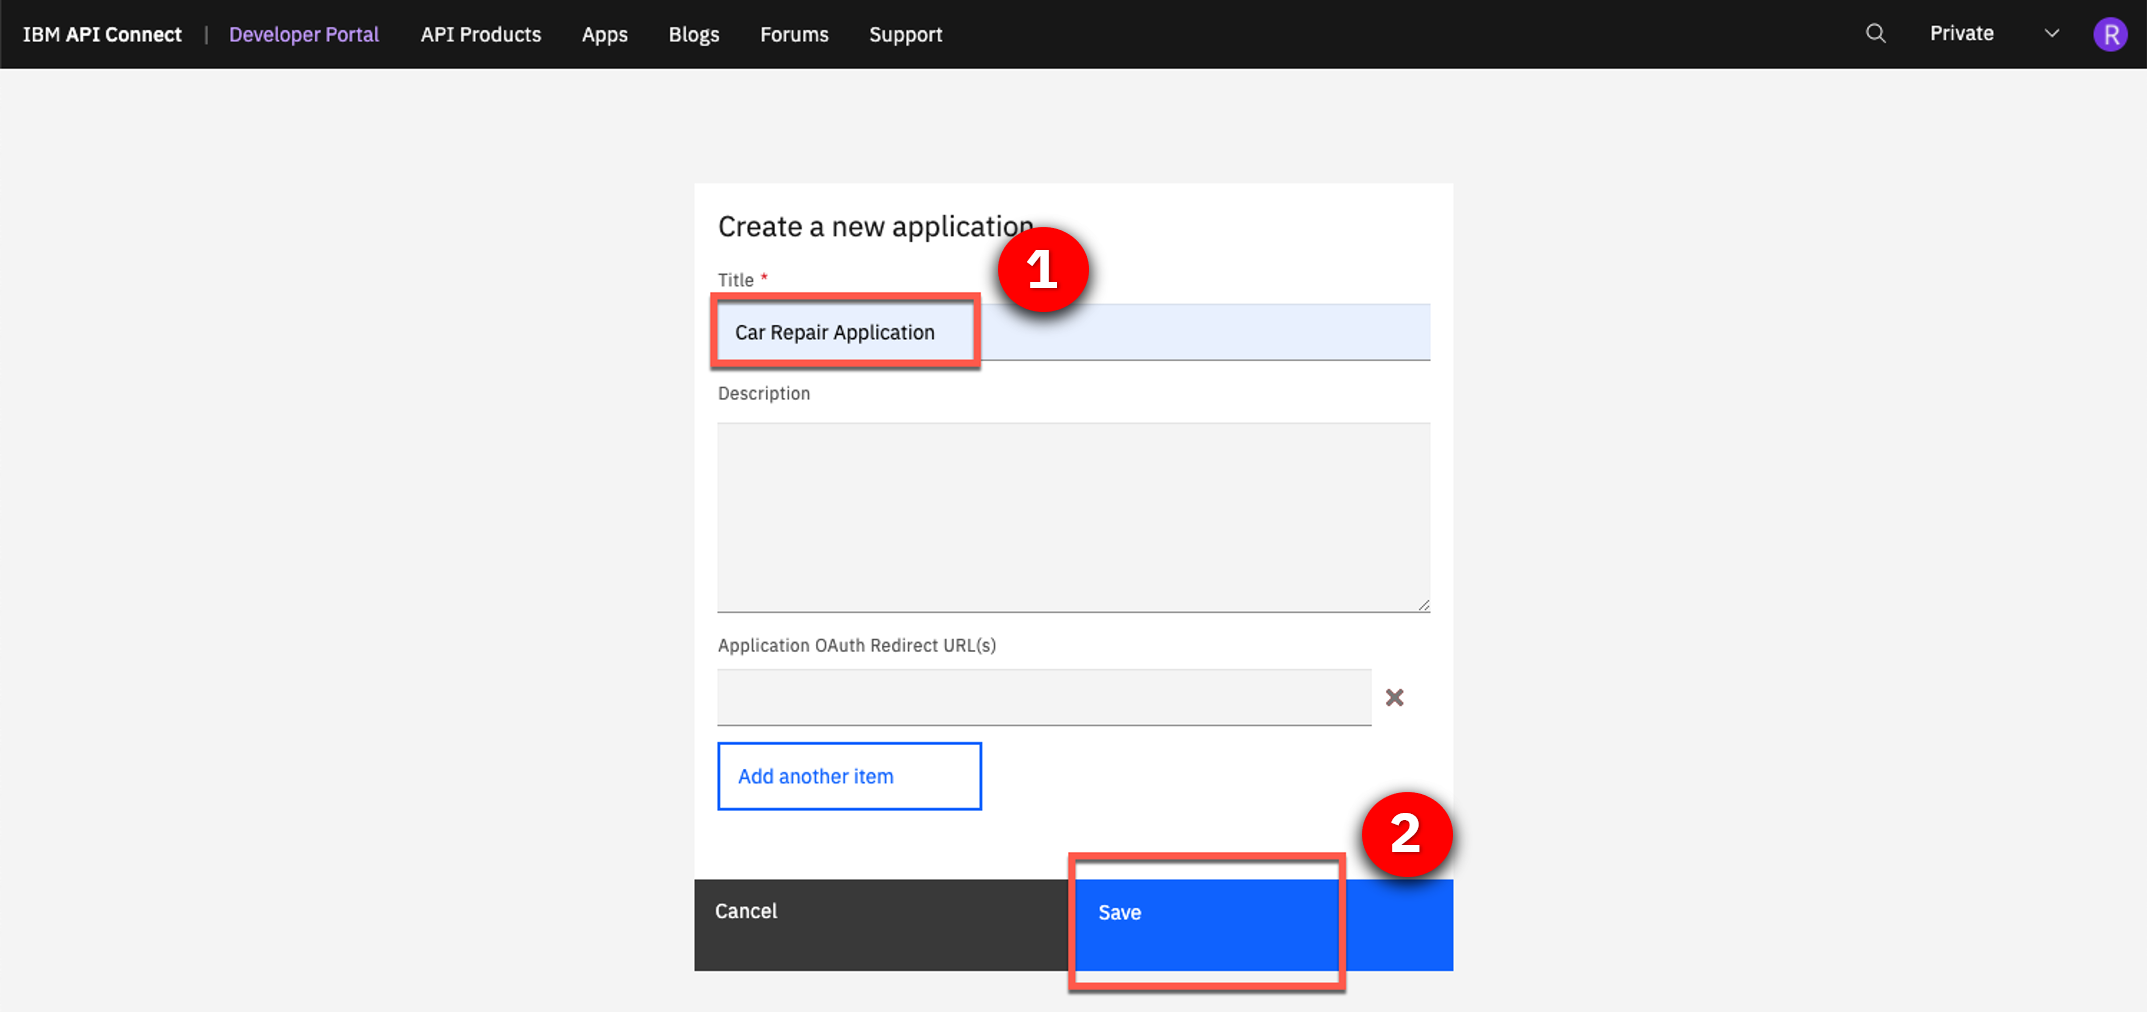 IBM API Connect | Developer Portal API Products Apps Blogs Forums Support Private R
Create a new application
1
Title *
Car Repair Application
Description
Application OAuth Redirect URL(s)
Add another item
2
Cancel Save